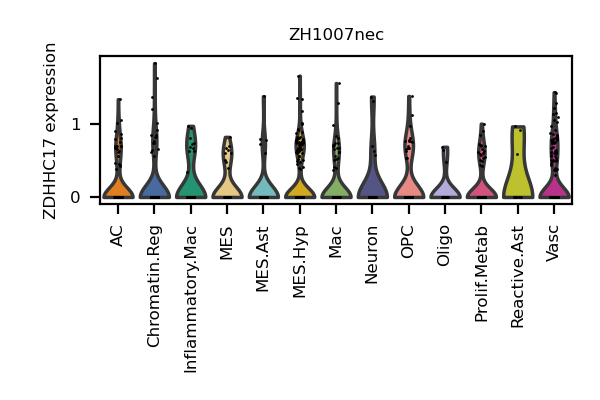 ZH1007nec
ZDHHC17 expression
1
0
AC
Chromatin.Reg
Inflammatory.Mac
MES
MES.Ast
MES.Hyp
Mac
Neuron
OPC
Oligo
Prolif.Metab
Reactive.Ast
Vasc